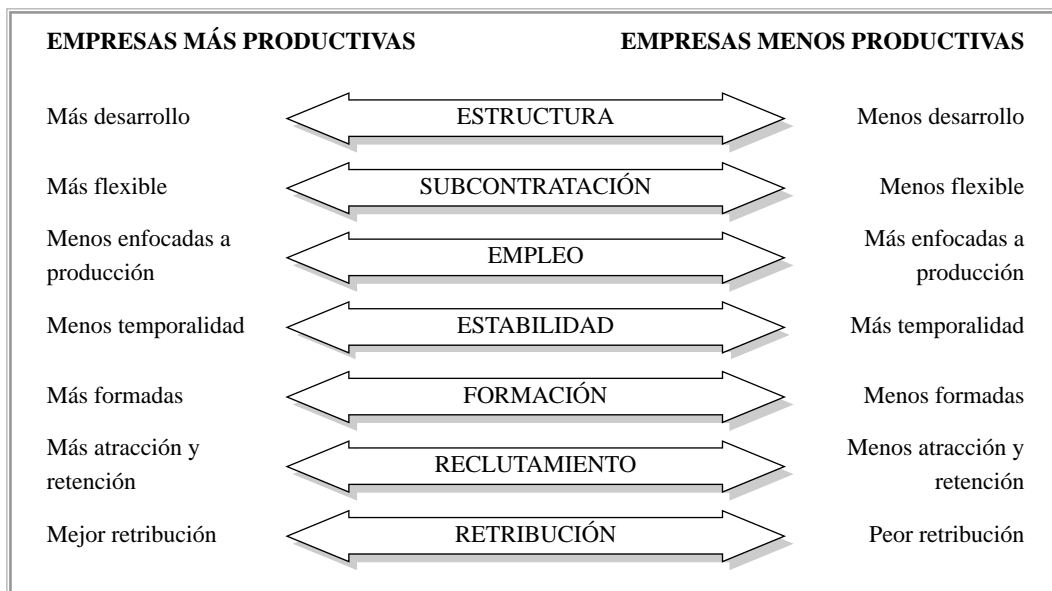 EMPRESAS MÁS PRODUCTIVAS EMPRESAS MENOS PRODUCTIVAS
Más desarrollo ESTRUCTURA Menos desarrollo
Más flexible SUBCONTRATACIÓN Menos flexible
Menos enfocadas a
producción
EMPLEO
Más enfocadas a
producción
Menos temporalidad ESTABILIDAD Más temporalidad
Más formadas FORMACIÓN Menos formadas
Más atracción y
retención
RECLUTAMIENTO
Menos atracción y
retención
Mejor retribución RETRIBUCIÓN Peor retribución